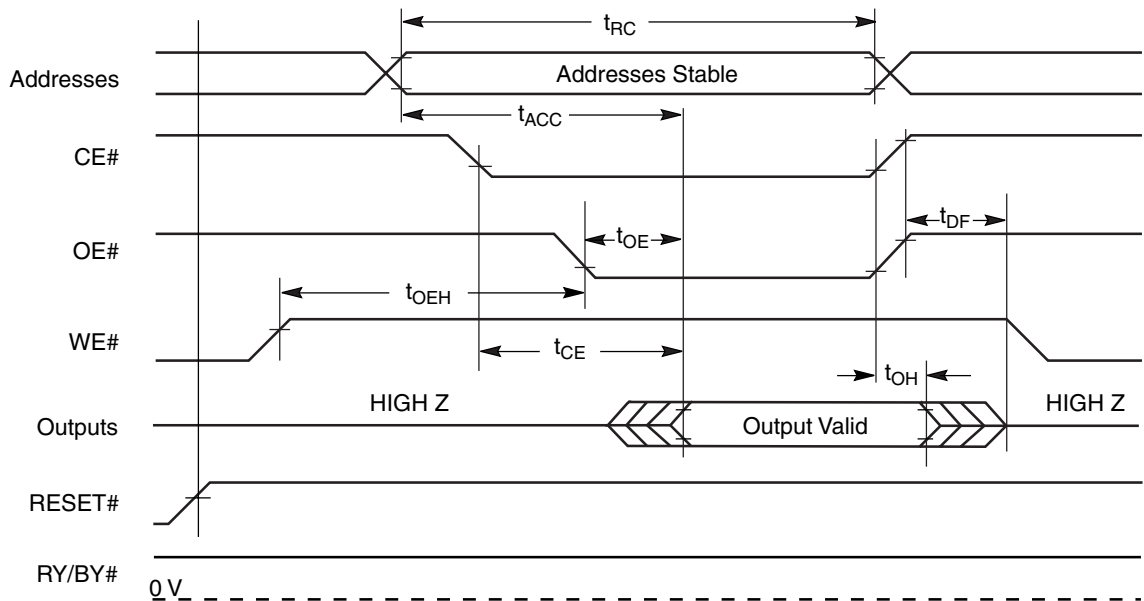 tRC
Addresses
Addresses Stable
tACC
CE#
tDF
OE#
tOE
tOEH
WE#
tCE
tOH
HIGH Z
HIGH Z
Outputs
Output Valid
RESET#
RY/BY#
0 V